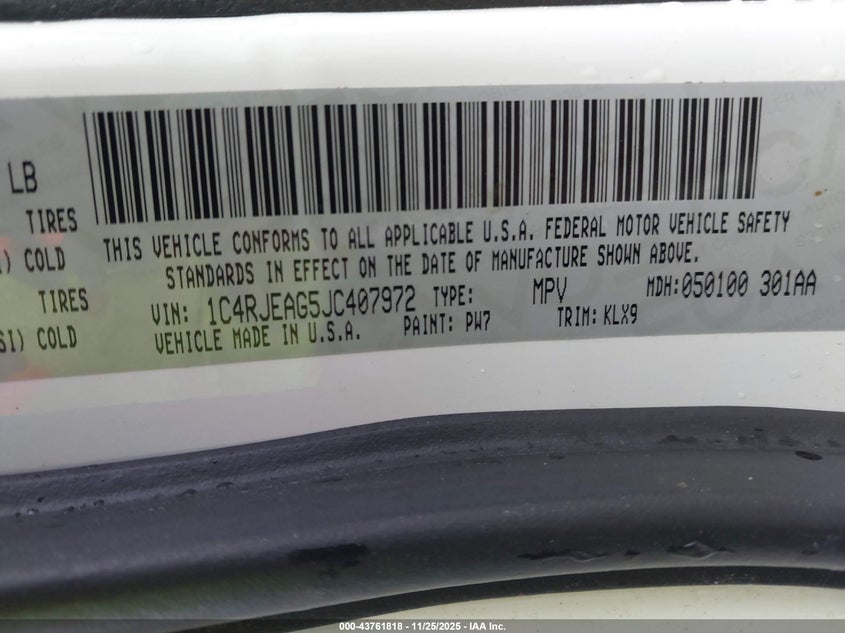 LB
TIRES
I) COLD
TIRES
SI) COLD
THIS VEHICLE CONFORMS TO ALL APPLICABLE U.S.A. FEDERAL MOTOR VEHICLE SAFETY
STANDARDS IN EFFECT ON THE DATE OF MANUFACTURE SHOWN ABOVE.
VIN: 1C4RJEAG5JC407972 TYPE: MPV MDH:050100 301AA
VEHICLE MADE IN U.S.A. PAINT: PW7 TRIM: KLX9
000-43761818 - 11/25/2025 - IAA Inc.